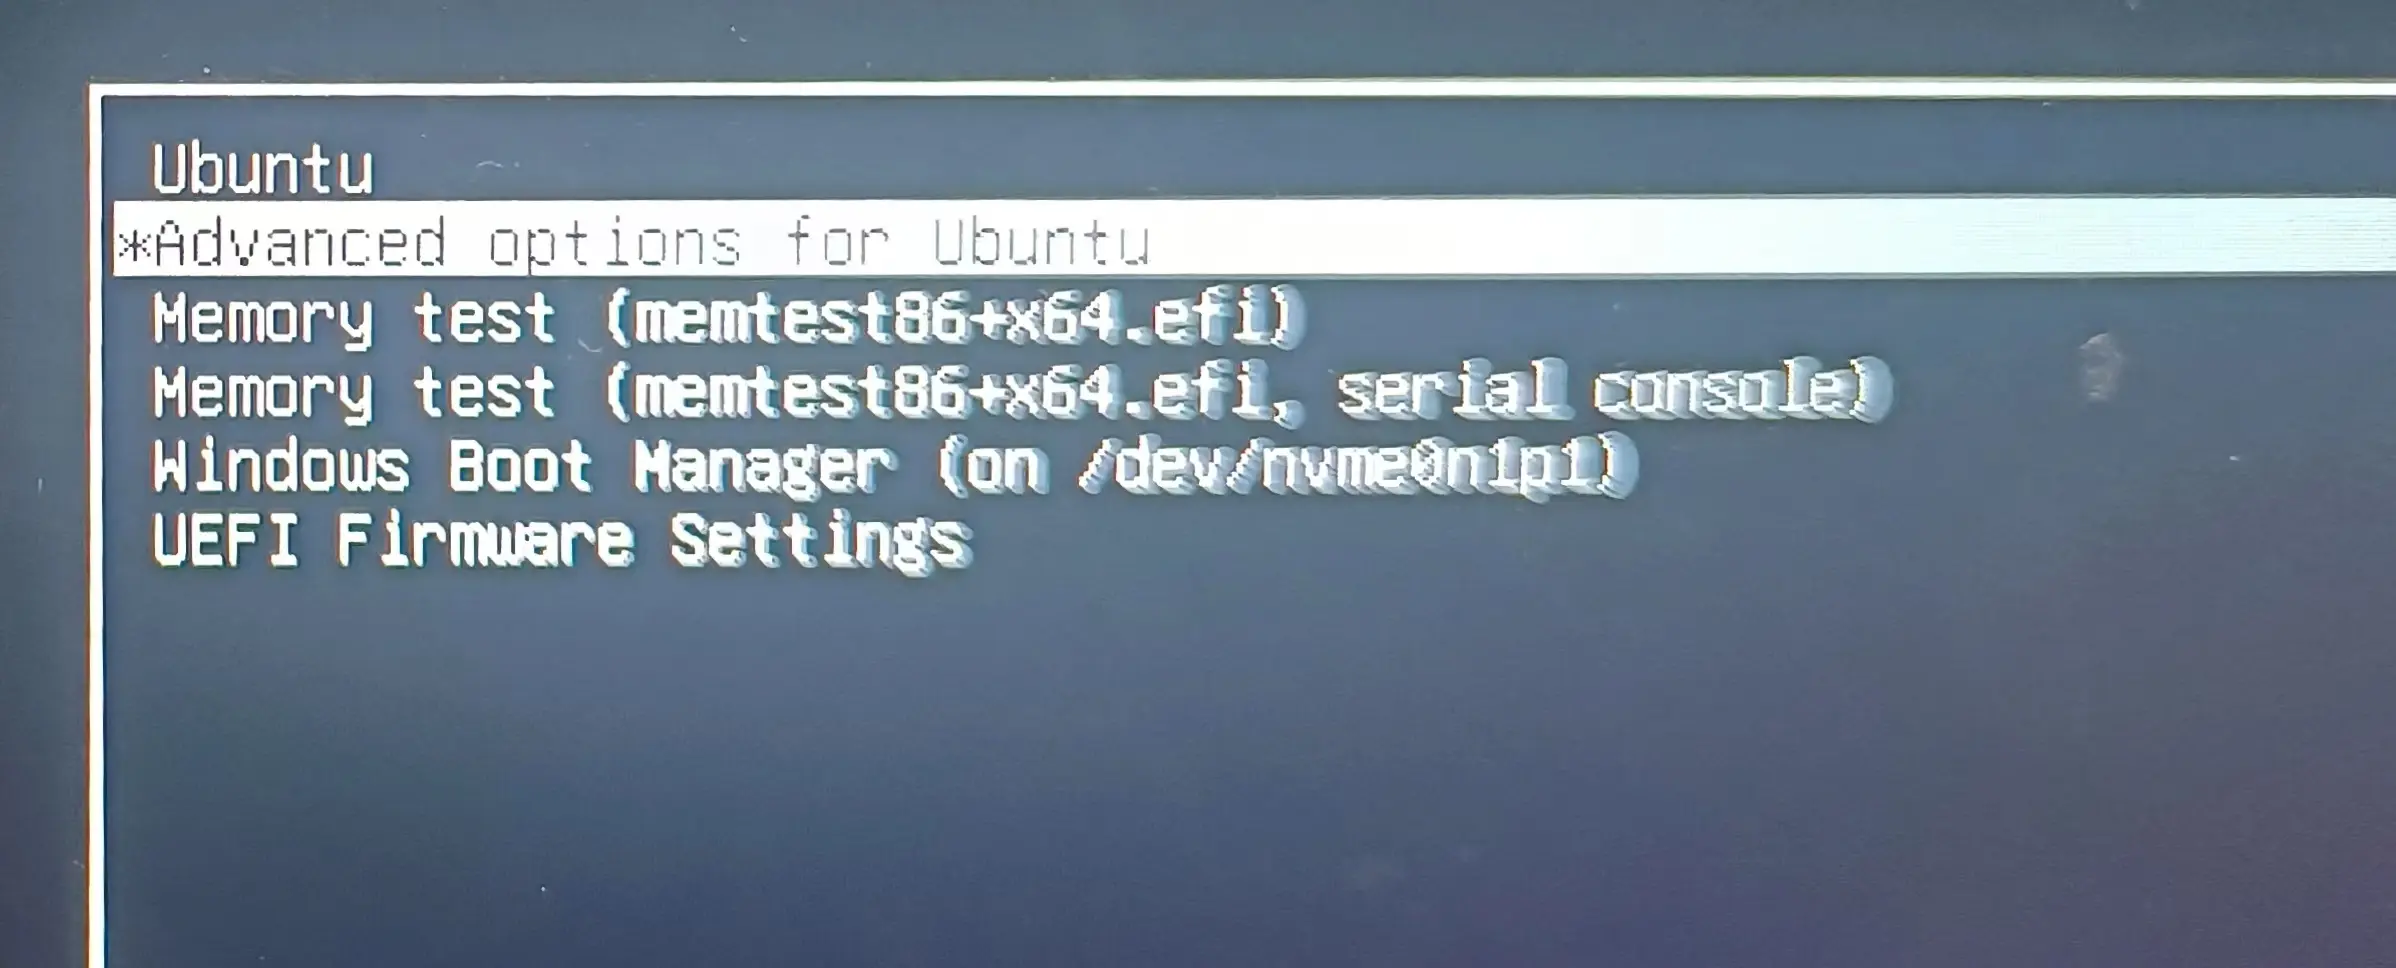 Ubuntu
*Advanced options for Ubuntu
Memory test (memtest86+x64.efi)
Memory test (memtest86+x64.efi, serial console)
Windows Boot Manager (on /dev/nvme0n1p1)
UEFI Firmware Settings